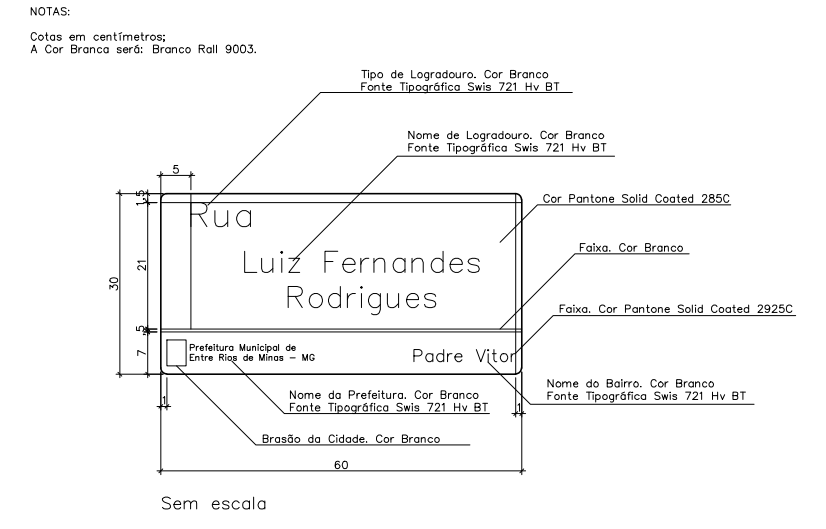 NOTAS:
Cotas em centímetros;
A Cor Branca será: Branco Rall 9003.
Tipo de Logradouro. Cor Branco
Fonte Tipográfica Swis 721 Hv BT
Nome de Logradouro. Cor Branco
Fonte Tipográfica Swis 721 Hv BT
5
1,5
Cor Pantone Solid Coated 285C
Rua
Faixa. Cor Branco
21
Luiz Fernandes
30
Rodrigues
Faixa. Cor Pantone Solid Coated 2925C
7
Prefeitura Municipal de
Entre Rios de Minas – MG
Padre Vitor
Nome do Bairro. Cor Branco
Fonte Tipográfica Swis 721 Hv BT
1
Nome da Prefeitura. Cor Branco
Fonte Tipográfica Swis 721 Hv BT
1
Brasão da Cidade. Cor Branco
60
Sem escala